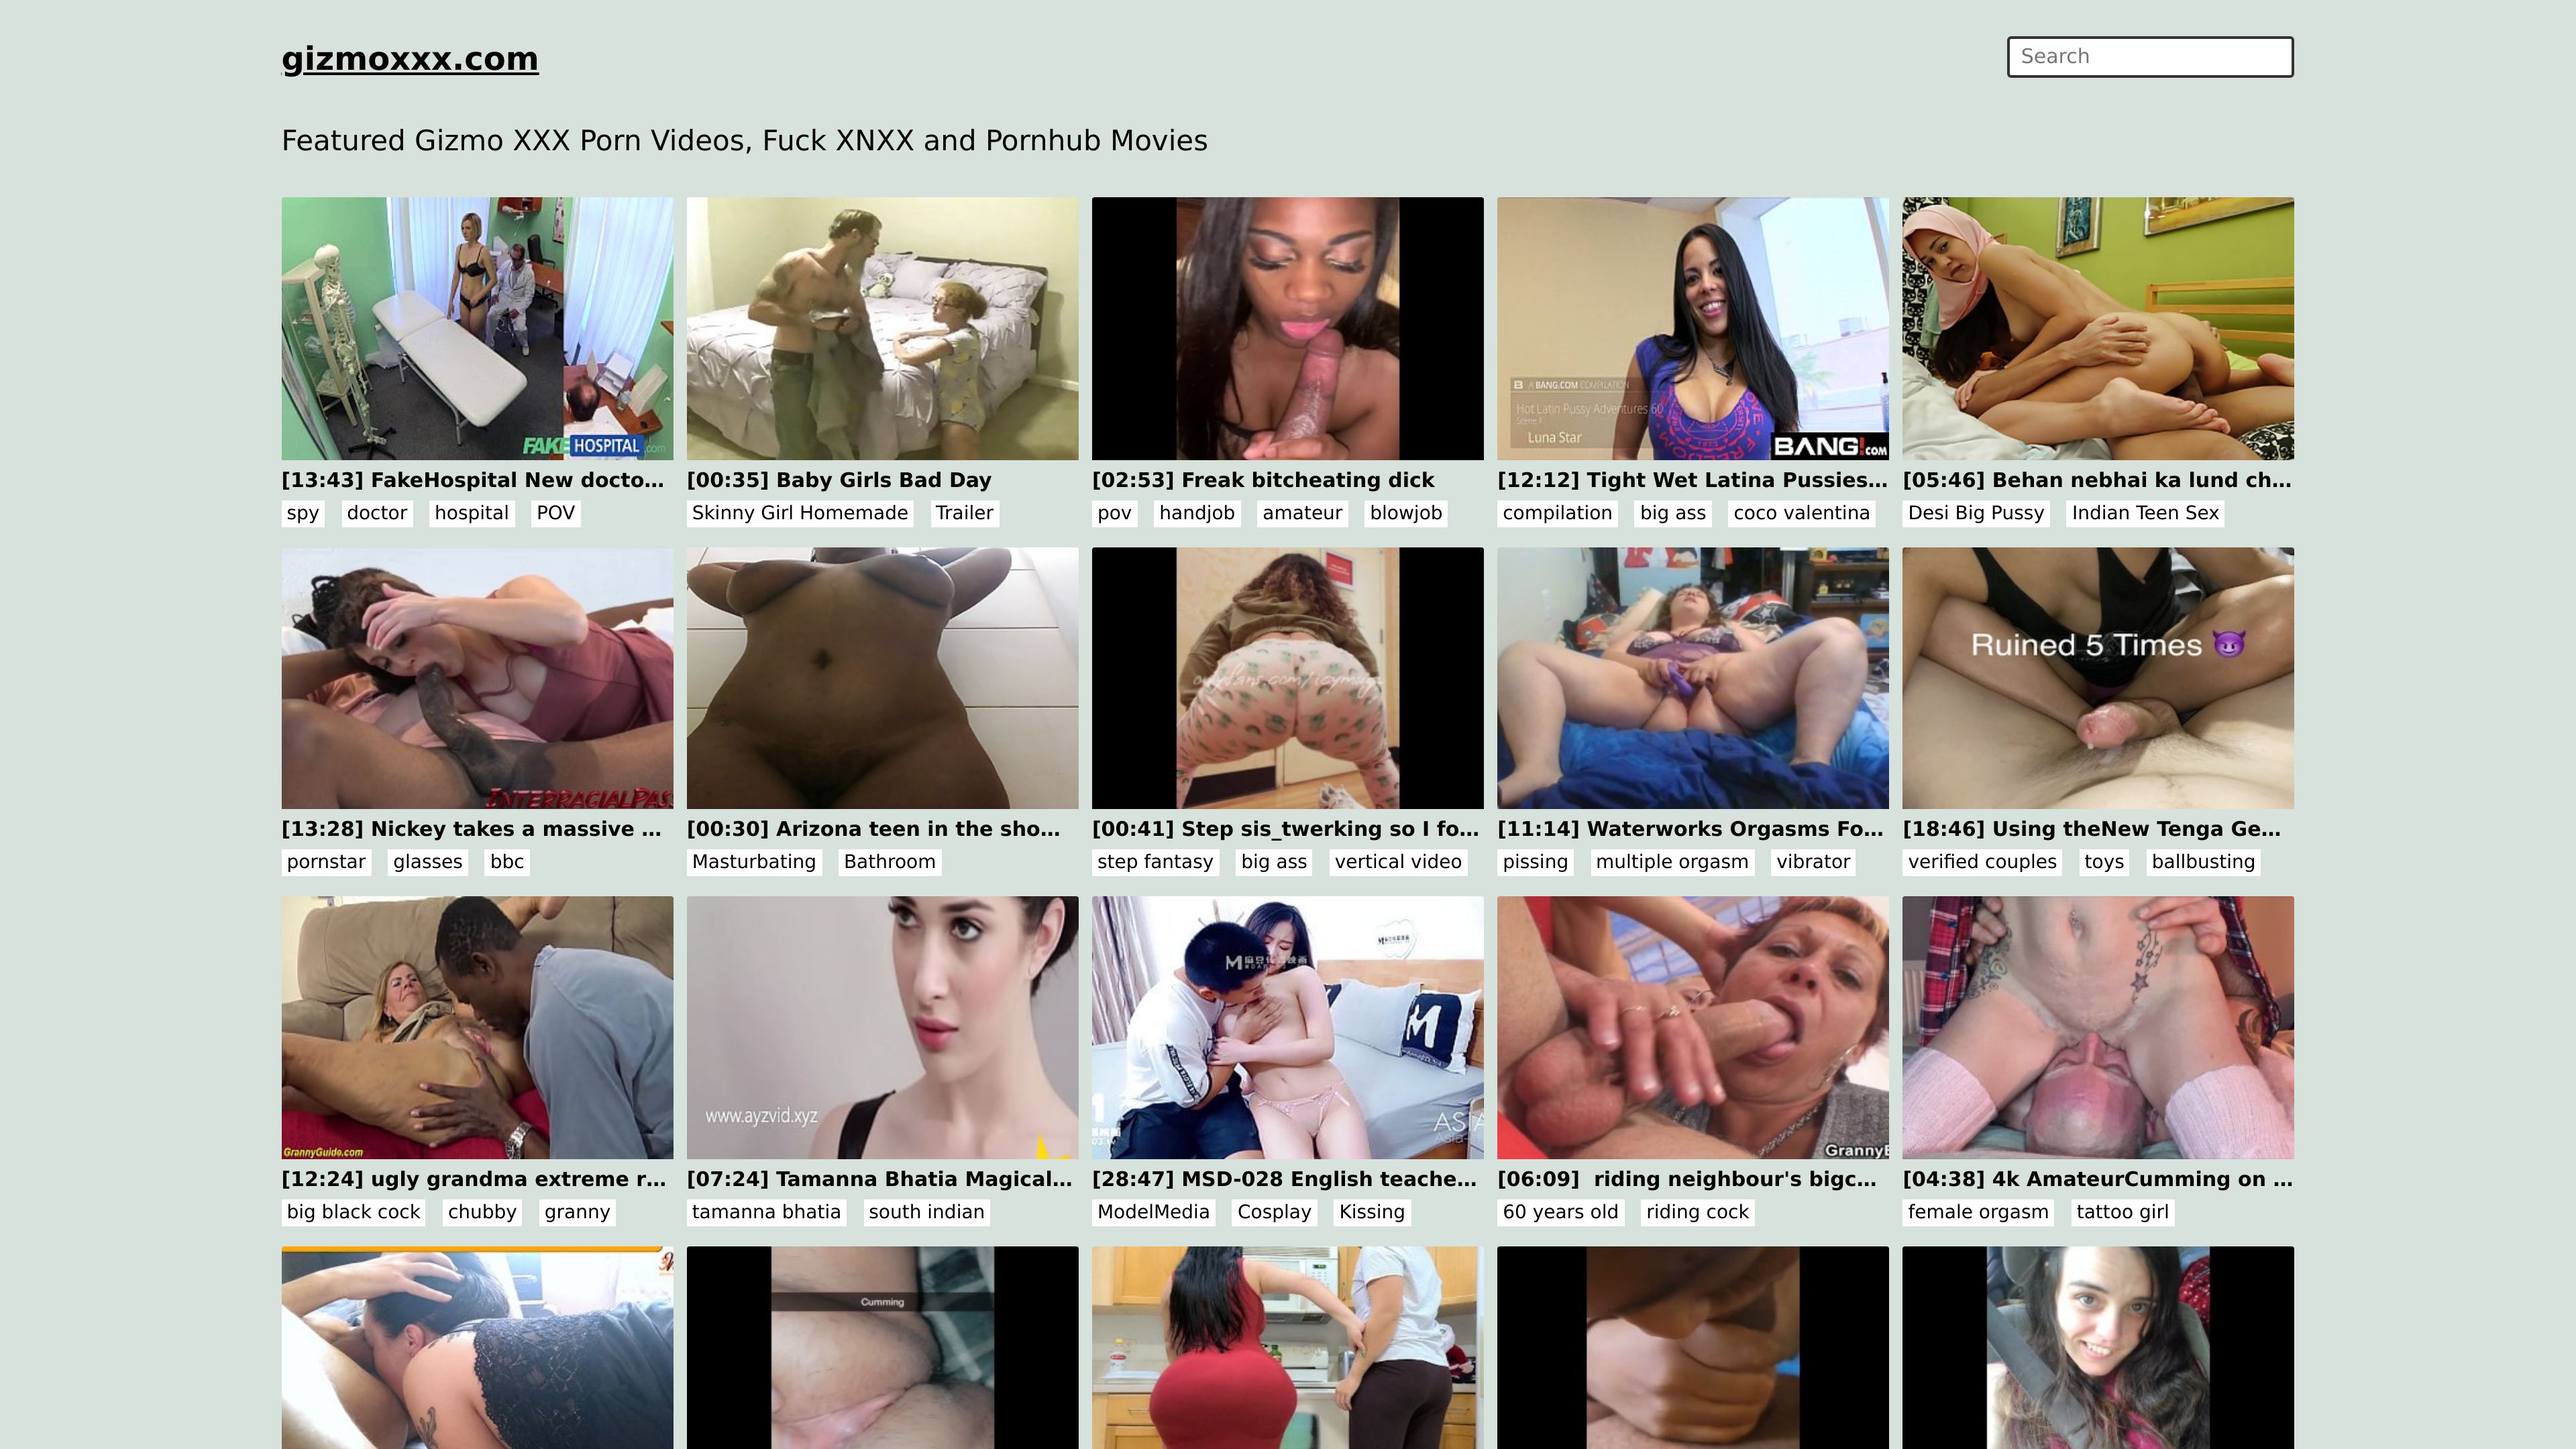 gizmoxxx.com
Search
Featured Gizmo XXX Porn Videos, Fuck XNXX and Pornhub Movies
FAKE HOSPITAL .com
A BANG.COM COMPILATION
Hot Latin Pussy Adventures 60
Luna Star
BANG!.COM
[13:43] FakeHospital New docto...
[00:35] Baby Girls Bad Day
[02:53] Freak bitcheating dick
[12:12] Tight Wet Latina Pussies...
[05:46] Behan nebhai ka lund ch...
spy doctor hospital POV
Skinny Girl Homemade Trailer
pov handjob amateur blowjob
compilation big ass coco valentina
Desi Big Pussy Indian Teen Sex
INTERRACIALPAS
Ruined 5 Times 😈
[13:28] Nickey takes a massive ...
[00:30] Arizona teen in the sho...
[00:41] Step sis_twerking so I fo...
[11:14] Waterworks Orgasms Fo...
[18:46] Using theNew Tenga Ge...
pornstar glasses bbc
Masturbating Bathroom
step fantasy big ass vertical video
pissing multiple orgasm vibrator
verified couples toys ballbusting
GrannyGuide.com
www.ayzvid.xyz
M
ASIA
[12:24] ugly grandma extreme r...
[07:24] Tamanna Bhatia Magical...
[28:47] MSD-028 English teache...
[06:09] riding neighbour's bigc...
[04:38] 4k AmateurCumming on ...
big black cock chubby granny
tamanna bhatia south indian
ModelMedia Cosplay Kissing
60 years old riding cock
female orgasm tattoo girl
Cumming